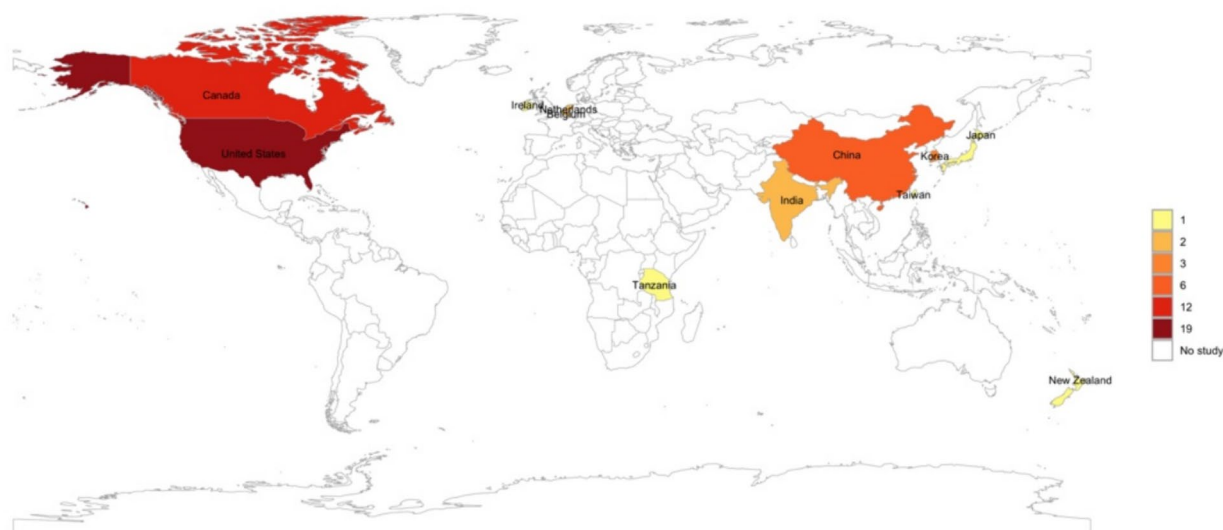 Canada
United States
Ireland
Netherlands
Belgium
China
Japan
Korea
Taiwan
India
Tanzania
New Zealand
1
2
3
6
12
19
No study